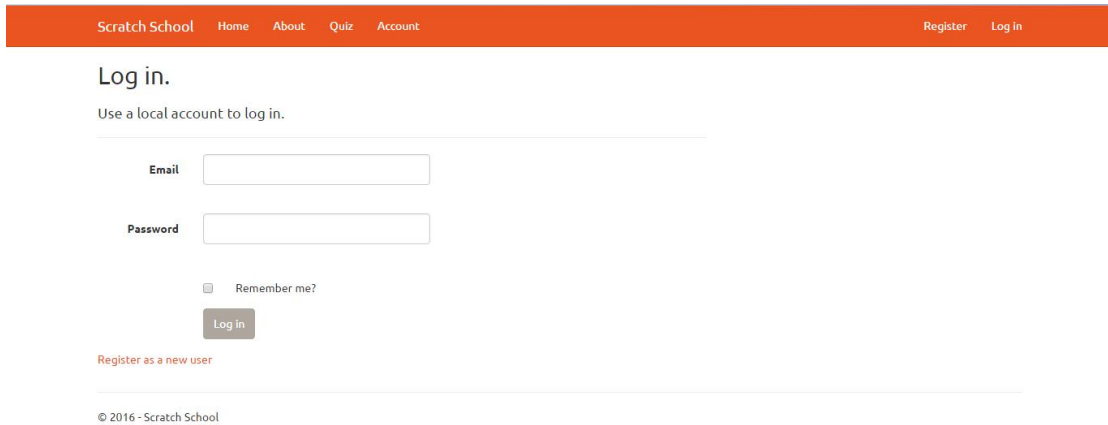 Scratch School Home About Quiz Account Register Log in
Log in.
Use a local account to log in.
Email
Password
Remember me?
Log in
Register as a new user
© 2016 - Scratch School